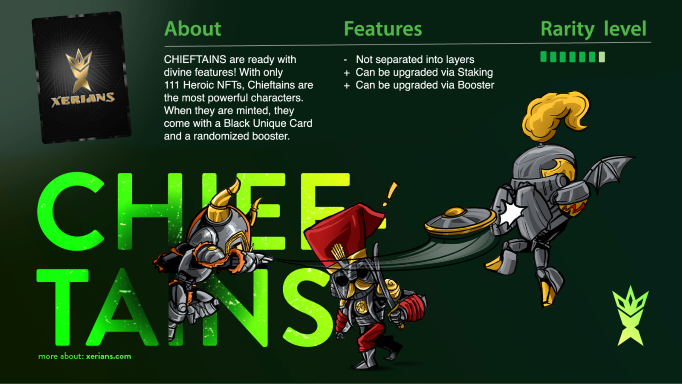 XERIANS
About
CHIEFTAINS are ready with
divine features! With only
111 Heroic NFTs, Chieftains are
the most powerful characters.
When they are minted, they
come with a Black Unique Card
and a randomized booster.
Features
- Not separated into layers
+ Can be upgraded via Staking
+ Can be upgraded via Booster
Rarity level
CHIEF-
TAINS
more about: xerians.com